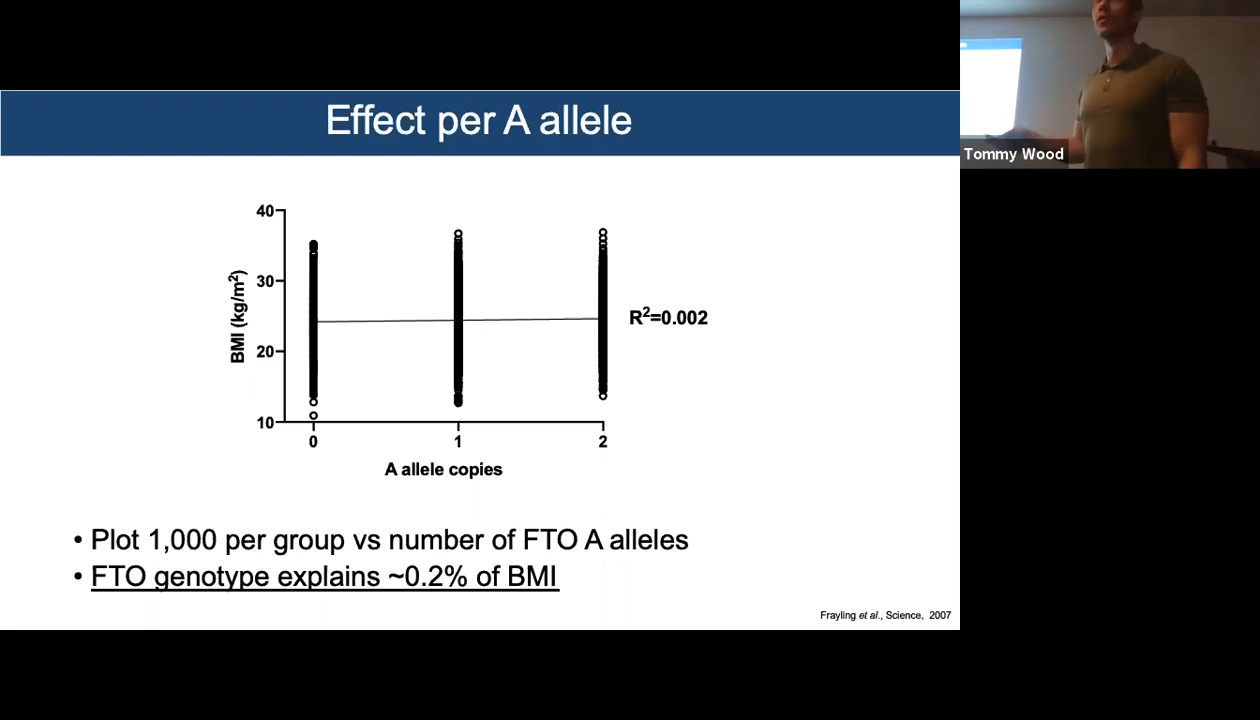 Effect per A allele
Tommy Wood
40
30
20
10
BMI (kg/m²)
0
1
2
A allele copies
R²=0.002
• Plot 1,000 per group vs number of FTO A alleles
• FTO genotype explains ~0.2% of BMI
Frayling et al., Science, 2007